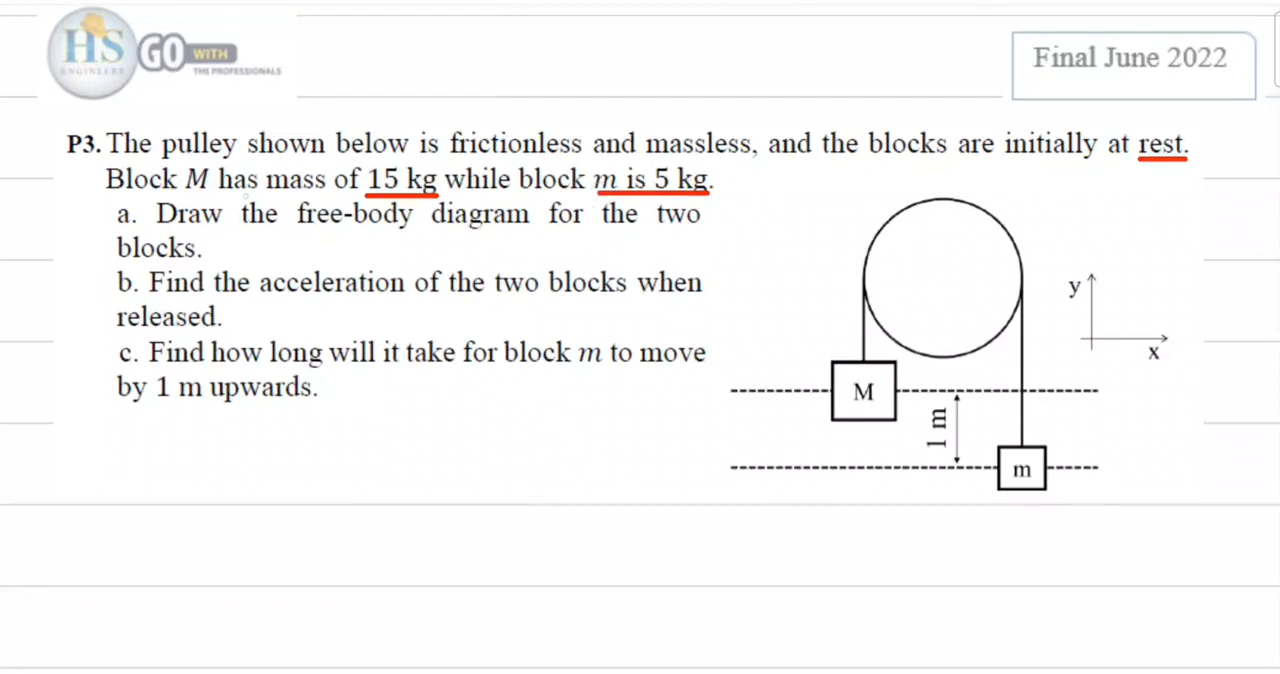 HS
ENGINEERS
GO WITH
THE PROFESSIONALS
Final June 2022
P3. The pulley shown below is frictionless and massless, and the blocks are initially at rest.
Block M has mass of 15 kg while block m is 5 kg.
a. Draw the free-body diagram for the two
blocks.
b. Find the acceleration of the two blocks when
released.
c. Find how long will it take for block m to move
by 1 m upwards.
y
x
M
1 m
m